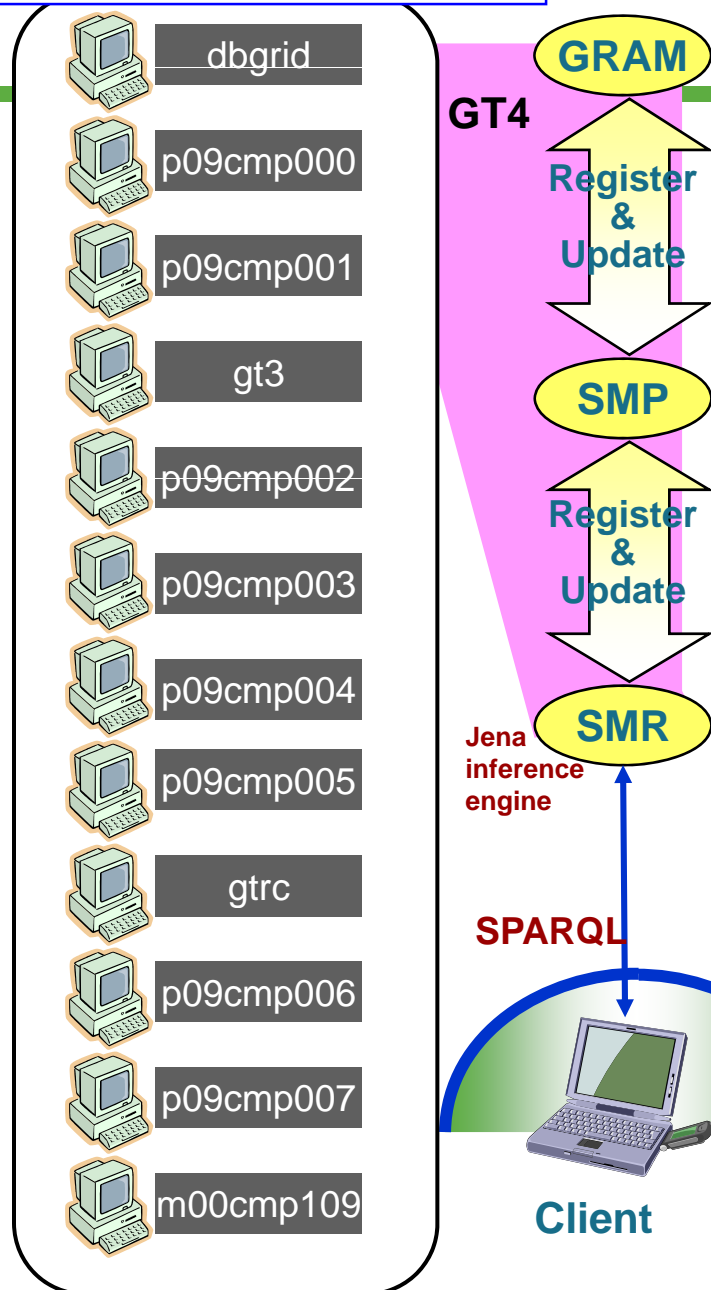 dbgrid
p09cmp000
p09cmp001
gt3
p09cmp002
p09cmp003
p09cmp004
p09cmp005
gtrc
p09cmp006
p09cmp007
m00cmp109
GT4
GRAM
Register
&
Update
SMP
Register
&
Update
SMR
Jena
inference
engine
SPARQL
Client